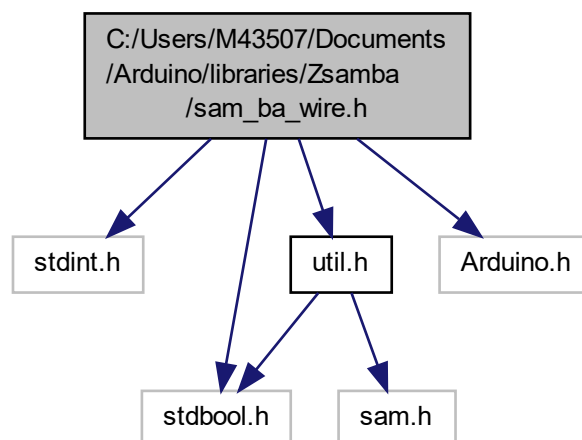 C:/Users/M43507/Documents
/Arduino/libraries/Zsamba
/sam_ba_wire.h
stdint.h
util.h
Arduino.h
stdbool.h
sam.h